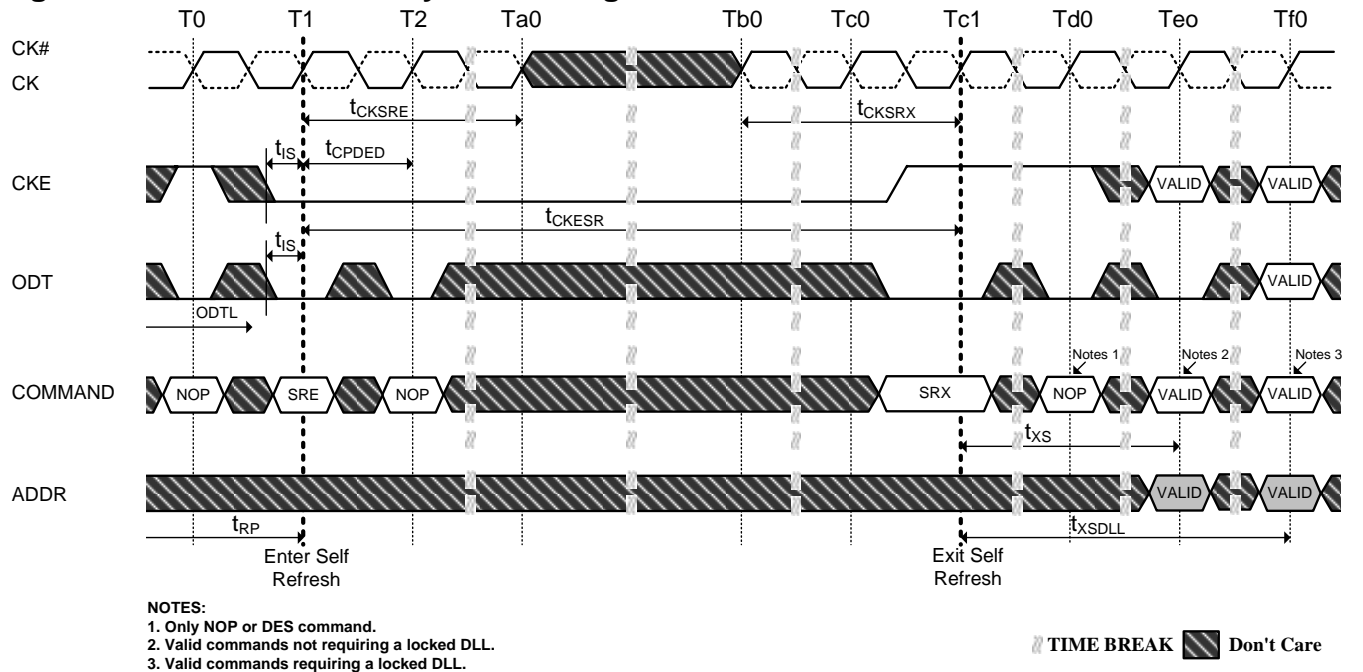 T0 T1 T2 Ta0 Tb0 Tc0 Tc1 Td0 Teo Tf0
CK#
CK
tCKSRE tCKSRX
tIS tCPDED
CKE VALID VALID
tCKESR
tIS
ODT VALID
ODTL
Notes 1 Notes 2 Notes 3
COMMAND NOP SRE NOP SRX NOP VALID VALID
tXS
ADDR VALID VALID
tRP tXSDLL
Enter Self
Refresh
Exit Self
Refresh
NOTES:
1. Only NOP or DES command.
2. Valid commands not requiring a locked DLL.
3. Valid commands requiring a locked DLL.
TIME BREAK Don't Care